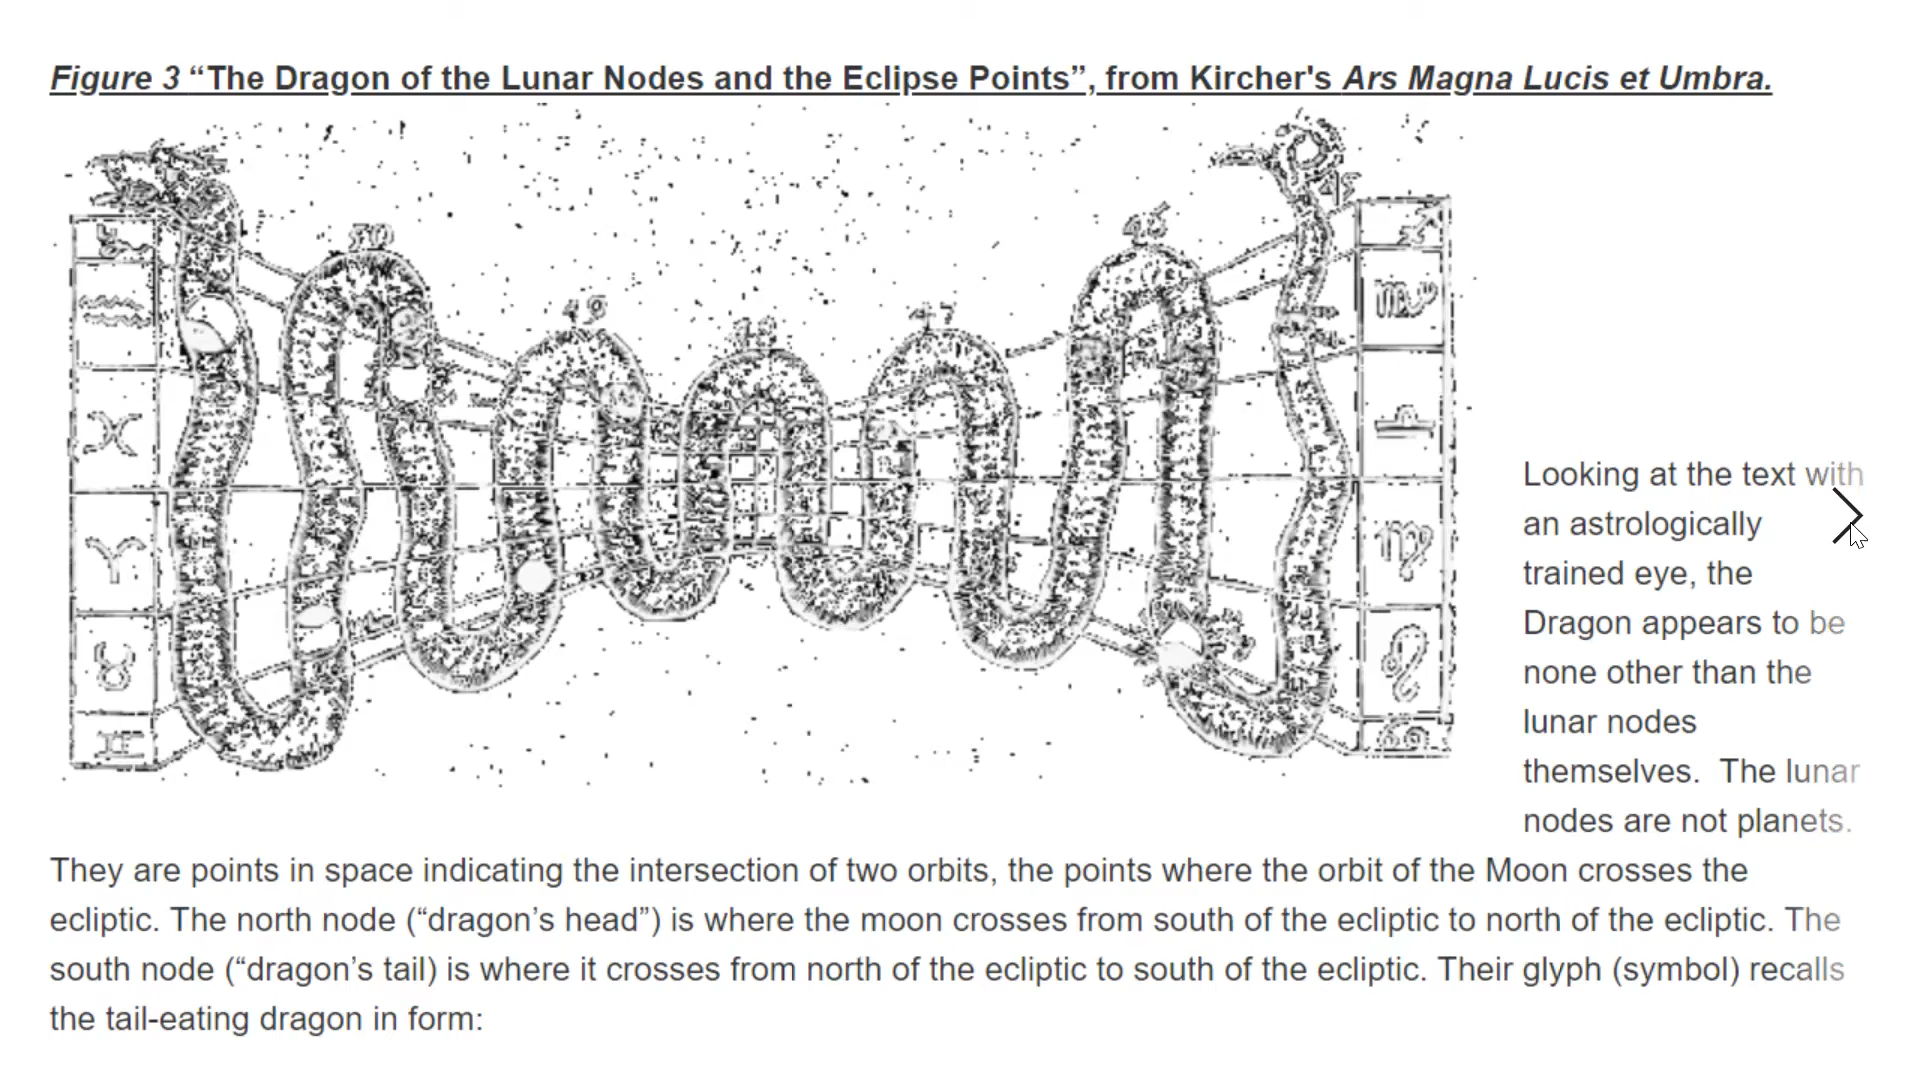 Figure 3 “The Dragon of the Lunar Nodes and the Eclipse Points”, from Kircher's Ars Magna Lucis et Umbra.
50
49
48
47
46
45
Looking at the text with
an astrologically
trained eye, the
Dragon appears to be
none other than the
lunar nodes
themselves.  The lunar
nodes are not planets.
They are points in space indicating the intersection of two orbits, the points where the orbit of the Moon crosses the
ecliptic. The north node (“dragon’s head”) is where the moon crosses from south of the ecliptic to north of the ecliptic. The
south node (“dragon’s tail) is where it crosses from north of the ecliptic to south of the ecliptic. Their glyph (symbol) recalls
the tail-eating dragon in form: